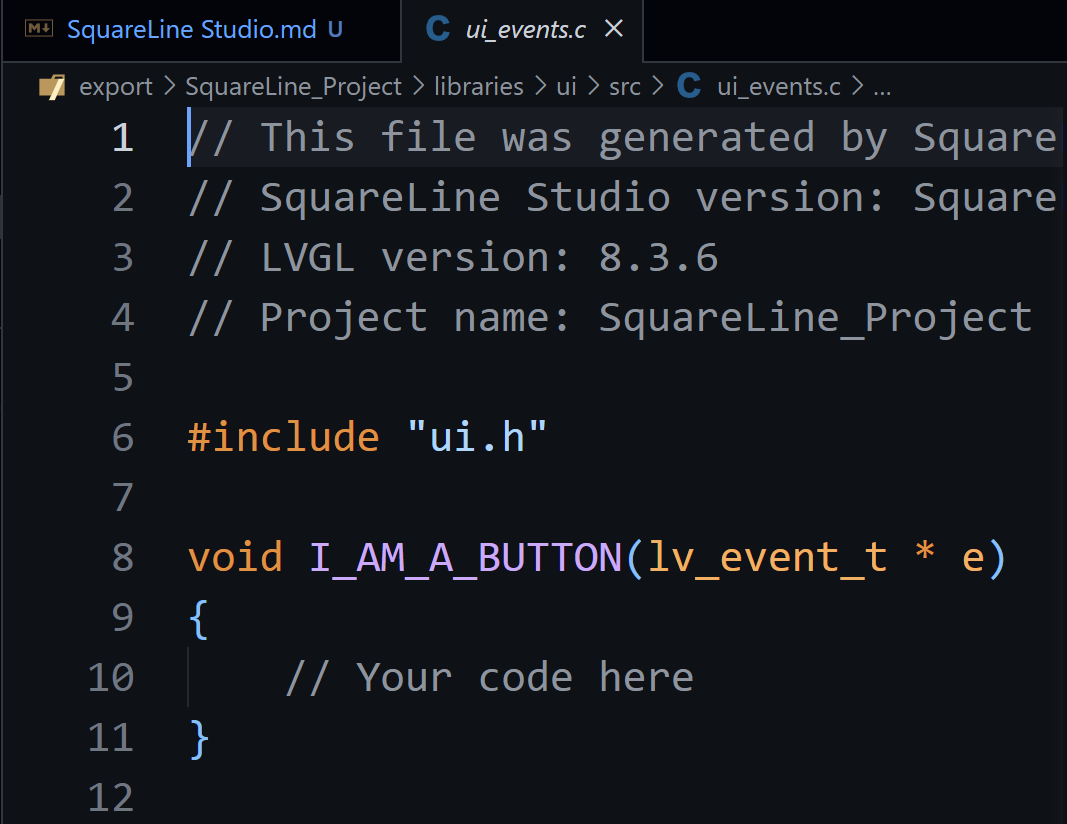 SquareLine Studio.md U
ui_events.c
export > SquareLine_Project > libraries > ui > src > C ui_events.c > ...
1 // This file was generated by Square
2 // SquareLine Studio version: Square
3 // LVGL version: 8.3.6
4 // Project name: SquareLine_Project
5
6 #include "ui.h"
7
8 void I_AM_A_BUTTON(lv_event_t * e)
9 {
10 // Your code here
11 }
12